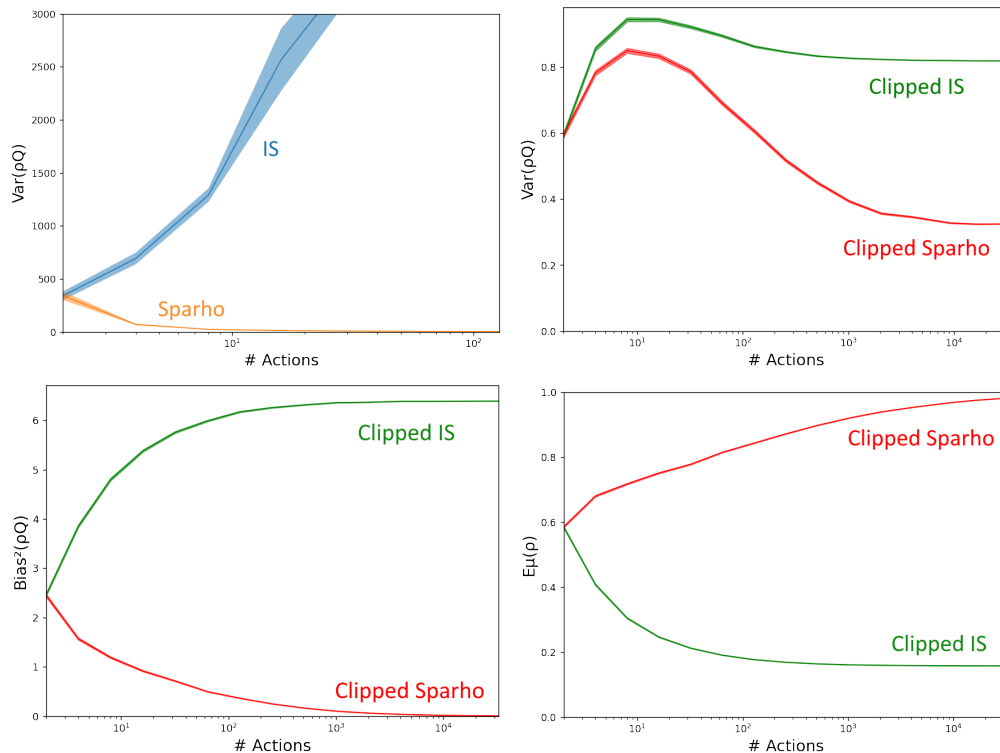 3000
2500
2000
1500
1000
500
0
Var(ρQ)
IS
Sparho
10¹
10²
# Actions
0.8
0.6
0.4
0.2
0.0
Var(ρQ)
Clipped IS
Clipped Sparho
10¹
10²
10³
10⁴
# Actions
6
5
4
3
2
1
0
Bias²(ρQ)
Clipped IS
Clipped Sparho
10¹
10²
10³
10⁴
# Actions
1.0
0.8
0.6
0.4
0.2
0.0
Eμ(ρ)
Clipped Sparho
Clipped IS
10¹
10²
10³
10⁴
# Actions